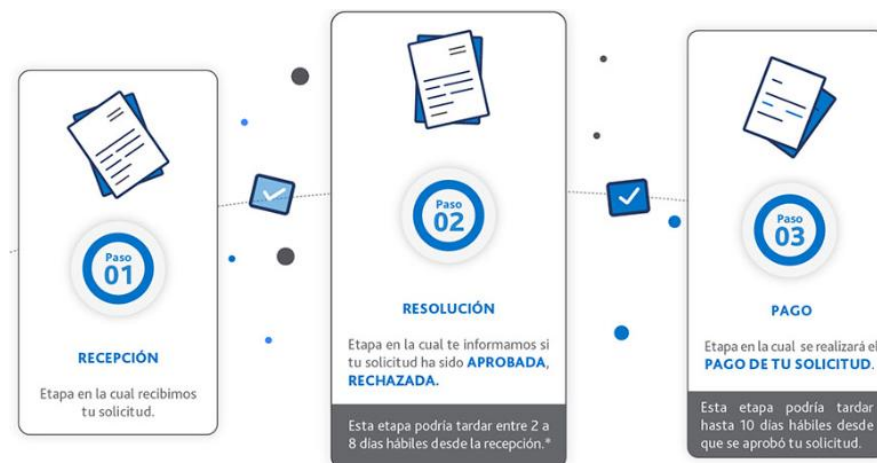 Paso
01
RECEPCIÓN
Etapa en la cual recibimos
tu solicitud.
Paso
02
RESOLUCIÓN
Etapa en la cual te informamos si
tu solicitud ha sido APROBADA,
RECHAZADA.
Esta etapa podría tardar entre 2 a
8 días hábiles desde la recepción.*
Paso
03
PAGO
Etapa en la cual se realizará el
PAGO DE TU SOLICITUD.
Esta etapa podría tardar
hasta 10 días hábiles desde
que se aprobó tu solicitud.